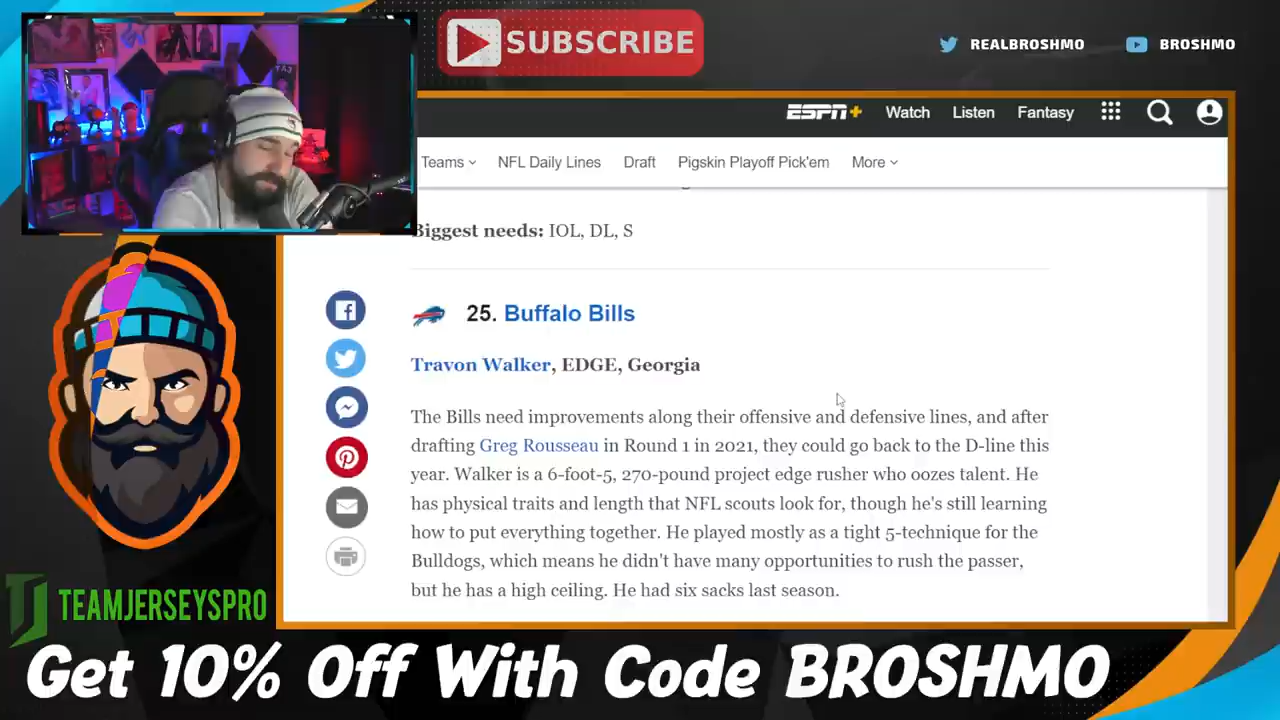 SUBSCRIBE
REALBROSHMO
BROSHMO
ESPN+
Watch
Listen
Fantasy
Teams
NFL Daily Lines
Draft
Pigskin Playoff Pick'em
More
Biggest needs: IOL, DL, S
25. Buffalo Bills
Travon Walker, EDGE, Georgia
The Bills need improvements along their offensive and defensive lines, and after
drafting Greg Rousseau in Round 1 in 2021, they could go back to the D-line this
year. Walker is a 6-foot-5, 270-pound project edge rusher who oozes talent. He
has physical traits and length that NFL scouts look for, though he's still learning
how to put everything together. He played mostly as a tight 5-technique for the
Bulldogs, which means he didn't have many opportunities to rush the passer,
but he has a high ceiling. He had six sacks last season.
TJ TEAMJERSEYSPRO
Get 10% Off With Code BROSHMO